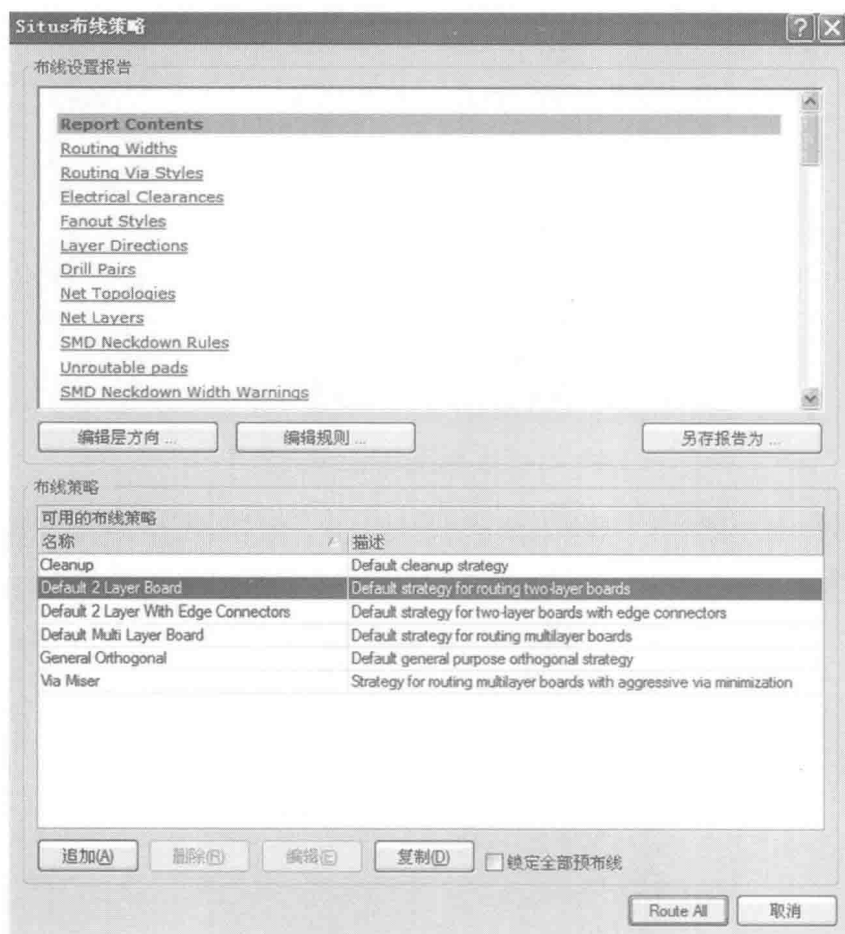 Situs布线策略
布线设置报告
Report Contents
Routing Widths
Routing Via Styles
Electrical Clearances
Fanout Styles
Layer Directions
Drill Pairs
Net Topologies
Net Layers
SMD Neckdown Rules
Unroutable pads
SMD Neckdown Width Warnings
编辑层方向 ... 编辑规则 ... 另存报告为 ...
布线策略
可用的布线策略
名称 描述
Cleanup Default cleanup strategy
Default 2 Layer Board Default strategy for routing two-layer boards
Default 2 Layer With Edge Connectors Default strategy for two-layer boards with edge connectors
Default Multi Layer Board Default strategy for routing multilayer boards
General Orthogonal Default general purpose orthogonal strategy
Via Miser Strategy for routing multilayer boards with aggressive via minimization
追加(A) 删除(R) 编辑(E) 复制(D) 锁定全部预布线
Route All 取消